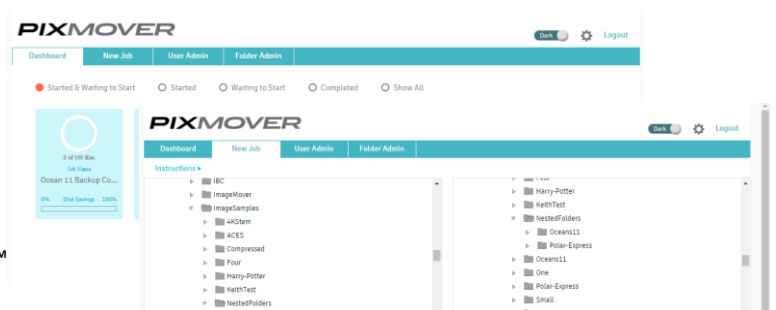 PIXMOVER
Dark
Logout
Dashboard New Job User Admin Folder Admin
Started & Waiting to Start Started Waiting to Start Completed Show All
0 of 100 files
Job Name
Ocean 11 Backup Co...
0% Disk Savings 100%
M
PIXMOVER
Dark
Logout
Dashboard New Job User Admin Folder Admin
Instructions
IBC
ImageMover
ImageSamples
4KStem
ACES
Compressed
Four
Harry-Potter
KeithTest
NestedFolders
Four
Harry-Potter
KeithTest
NestedFolders
Oceans11
Polar-Express
Oceans11
One
Polar-Express
Small